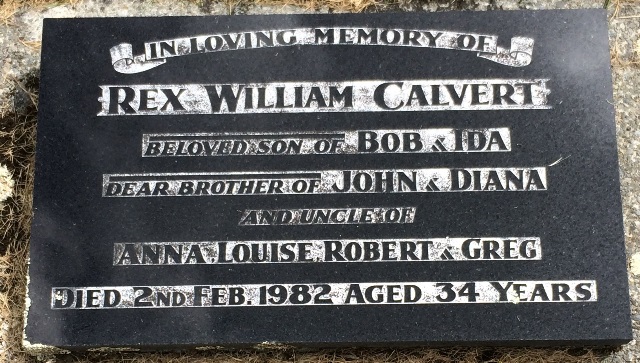 IN LOVING MEMORY OF
REX WILLIAM CALVERT
BELOVED SON OF BOB & IDA
DEAR BROTHER OF JOHN & DIANA
AND UNCLE OF
ANNA, LOUISE, ROBERT & GREG
DIED 2ND FEB. 1982 AGED 34 YEARS